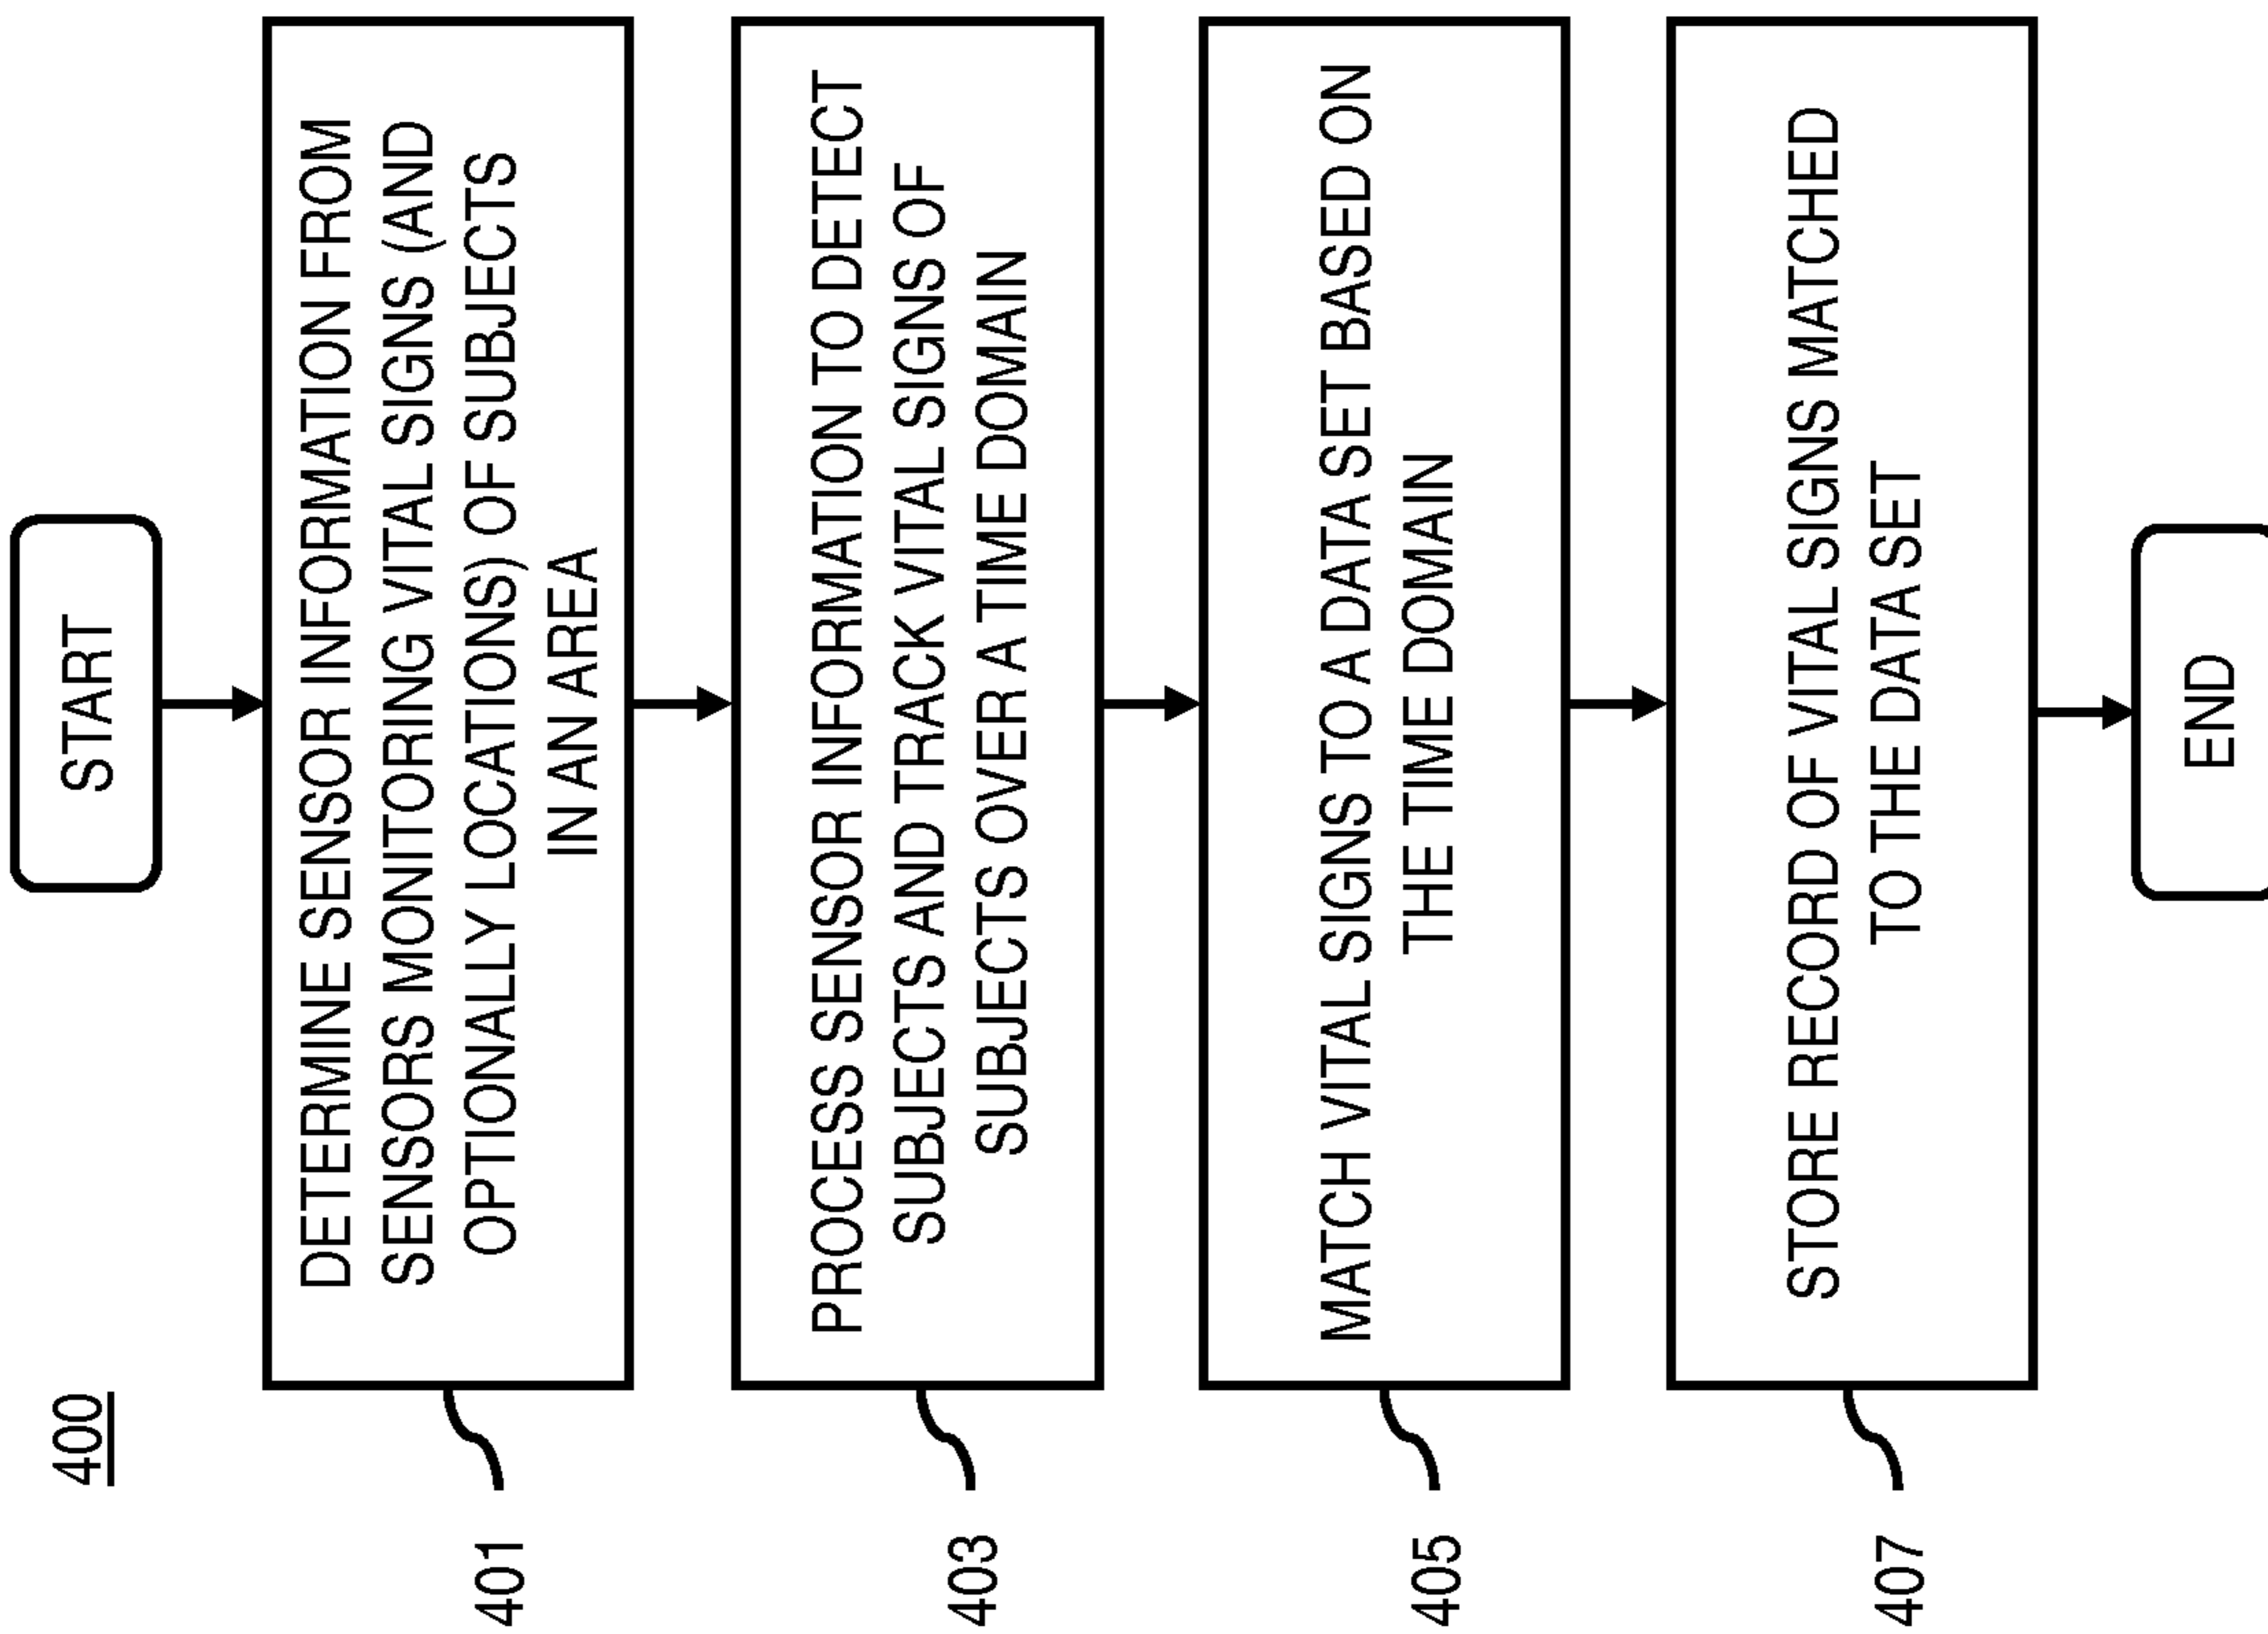 400
START
401
DETERMINE SENSOR INFORMATION FROM
SENSORS MONITORING VITAL SIGNS (AND
OPTIONALLY LOCATIONS) OF SUBJECTS
IN AN AREA
403
PROCESS SENSOR INFORMATION TO DETECT
SUBJECTS AND TRACK VITAL SIGNS OF
SUBJECTS OVER A TIME DOMAIN
405
MATCH VITAL SIGNS TO A DATA SET BASED ON
THE TIME DOMAIN
407
STORE RECORD OF VITAL SIGNS MATCHED
TO THE DATA SET
END